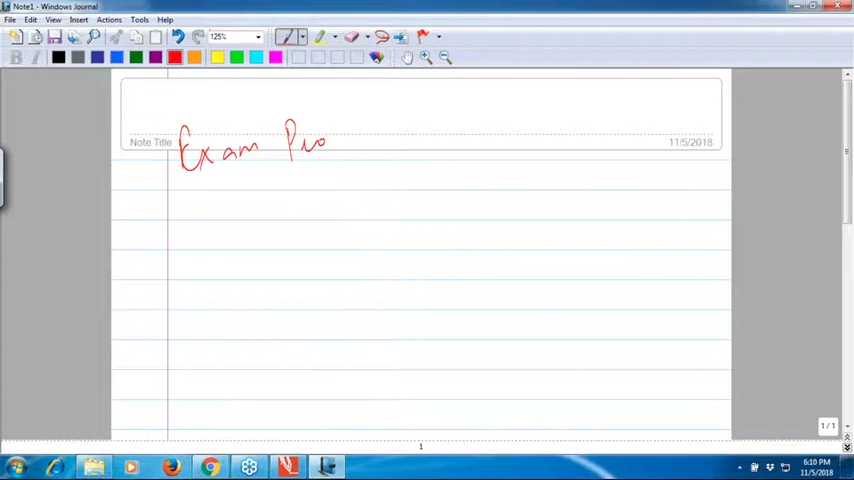 Note1 - Windows Journal
File Edit View Insert Actions Tools Help
125%
B I
Exam Pro
Note Title 11/5/2018
1/1
1
6:10 PM
11/5/2018